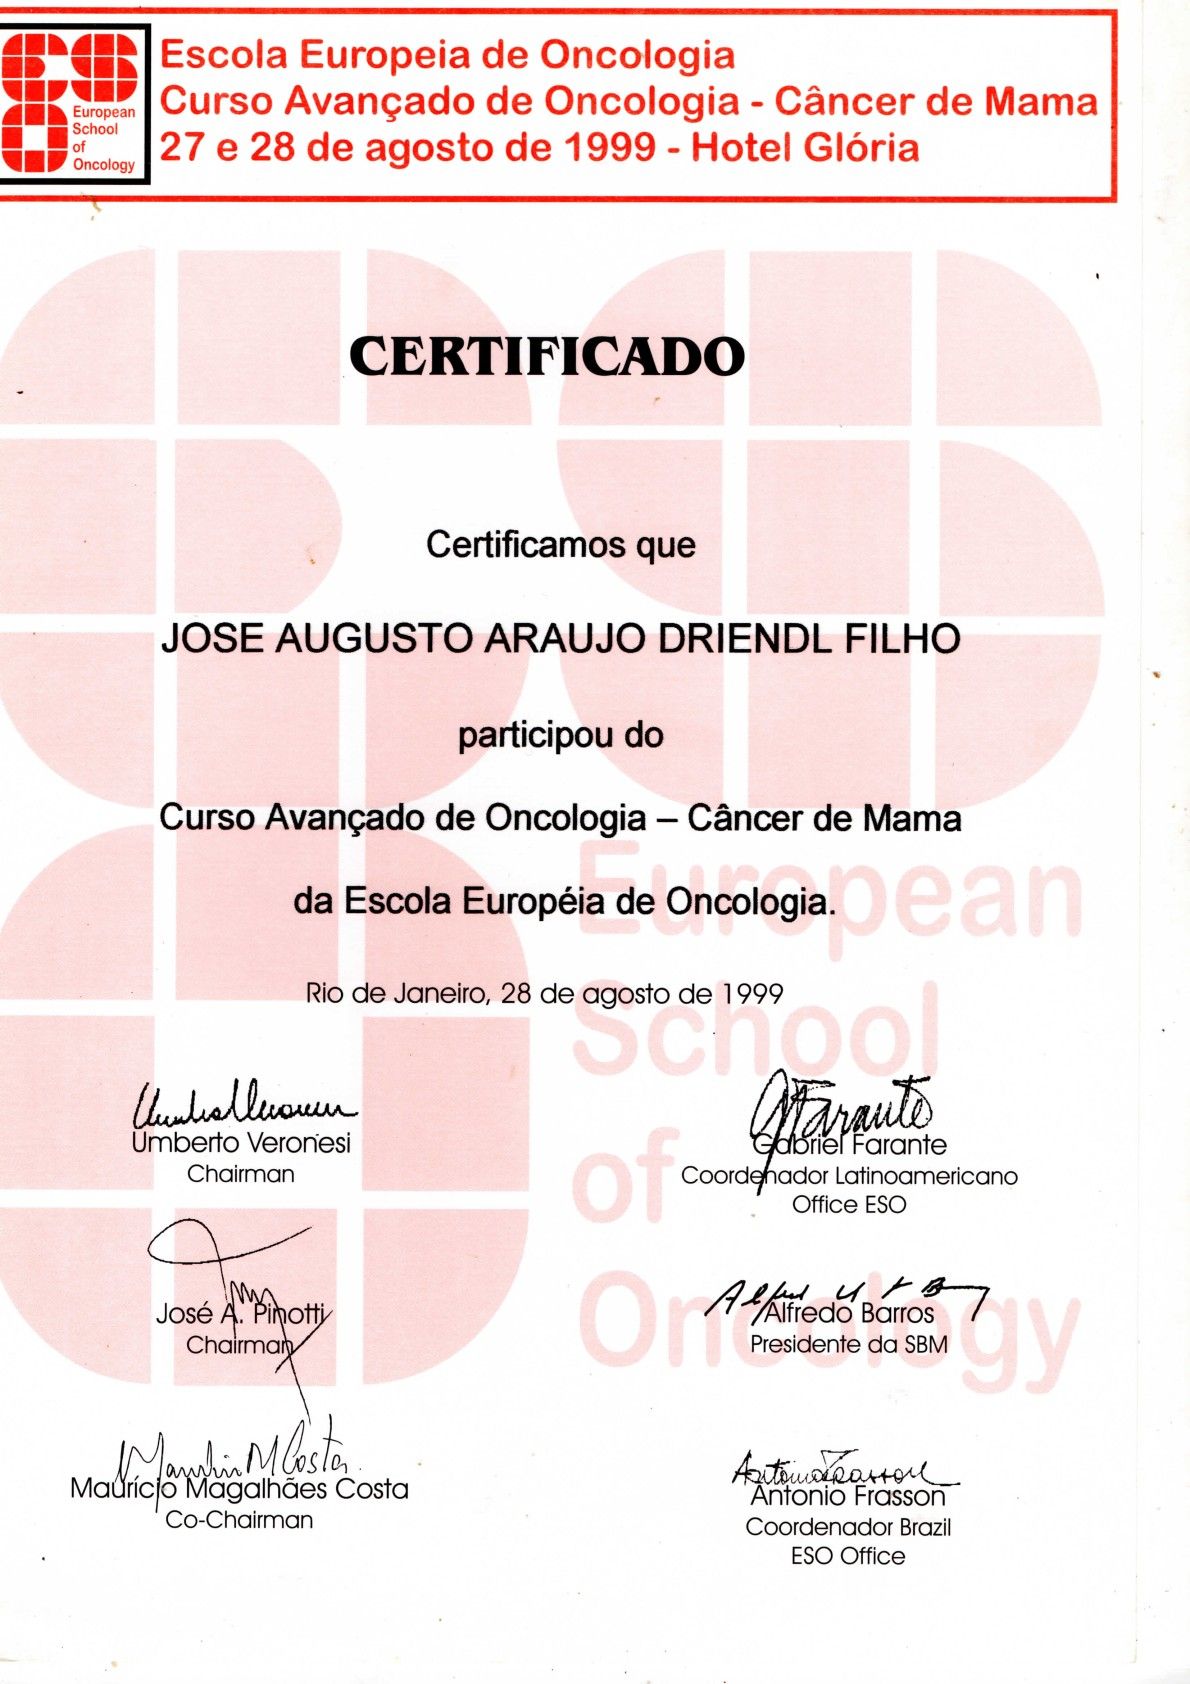 European
School
of
Oncology
Escola Europeia de Oncologia
Curso Avançado de Oncologia - Câncer de Mama
27 e 28 de agosto de 1999 - Hotel Glória
CERTIFICADO
Certificamos que
JOSE AUGUSTO ARAUJO DRIENDL FILHO
participou do
Curso Avançado de Oncologia – Câncer de Mama
da Escola Européia de Oncologia.
Rio de Janeiro, 28 de agosto de 1999
European
School
of
Oncology
Umberto Veronesi
Chairman
Gabriel Farante
Coordenador Latinoamericano
Office ESO
José A. Pinotti
Chairman
Alfredo Barros
Presidente da SBM
Maurício Magalhães Costa
Co-Chairman
Antonio Frasson
Coordenador Brazil
ESO Office